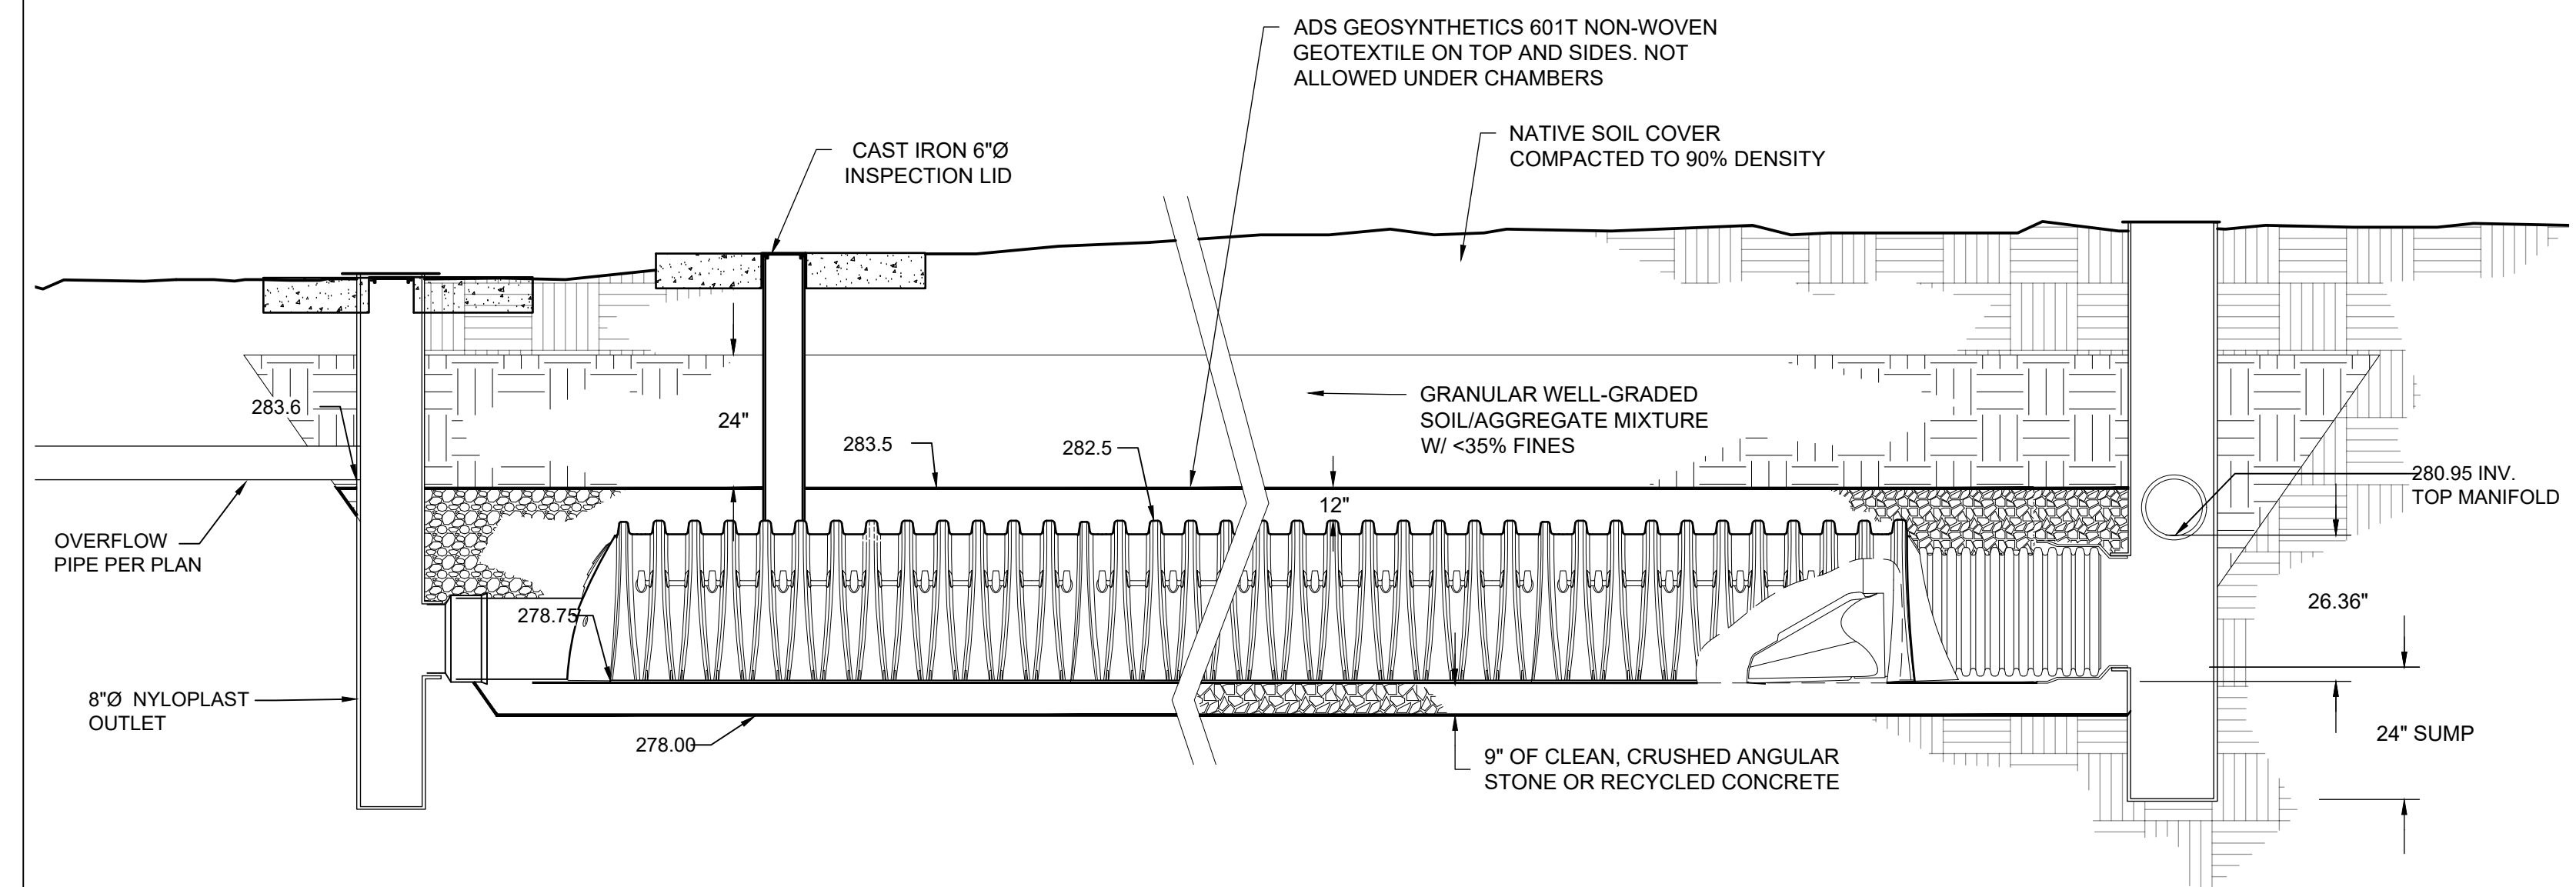 ADS GEOSYNTHETICS 601T NON-WOVEN
GEOTEXTILE ON TOP AND SIDES. NOT
ALLOWED UNDER CHAMBERS
NATIVE SOIL COVER
COMPACTED TO 90% DENSITY
CAST IRON 6"Ø
INSPECTION LID
283.6
24"
283.5
282.5
GRANULAR WELL-GRADED
SOIL/AGGREGATE MIXTURE
W/ <35% FINES
12"
280.95 INV.
TOP MANIFOLD
OVERFLOW
PIPE PER PLAN
278.75
26.36"
8"Ø NYLOPLAST
OUTLET
278.00
24" SUMP
9" OF CLEAN, CRUSHED ANGULAR
STONE OR RECYCLED CONCRETE